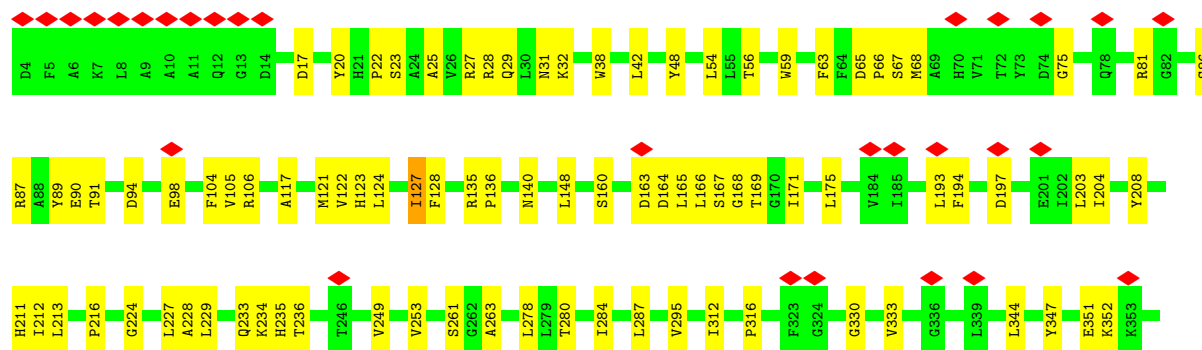 D4 F5 A6 K7 L8 A9 A10 A11 Q12 G13 D14 D17 Y20 H21 P22 S23 A24 A25 V26 R27 R28 Q29 L30 N31 K32 W38 L42 Y48 L54 L55 T56 W59 F63 F64 D65 P66 S67 M68 A69 H70 V71 T72 Y73 D74 G75 Q78 R81 G82
R87 A88 Y89 E90 T91 D94 E98 F104 V105 R106 A117 M121 V122 H123 L124 I127 F128 R135 P136 N140 L148 S160 D163 D164 L165 L166 S167 G168 T169 G170 I171 L175 V184 I185 L193 F194 D197 E201 I202 L203 I204 Y208
H211 I212 L213 P216 G224 L227 A228 L229 Q233 K234 H235 T236 T246 V249 V253 S261 G262 A263 L278 L279 T280 I284 L287 V295 I312 P316 F323 G324 G330 V333 G336 L339 L344 Y347 E351 K352 K353